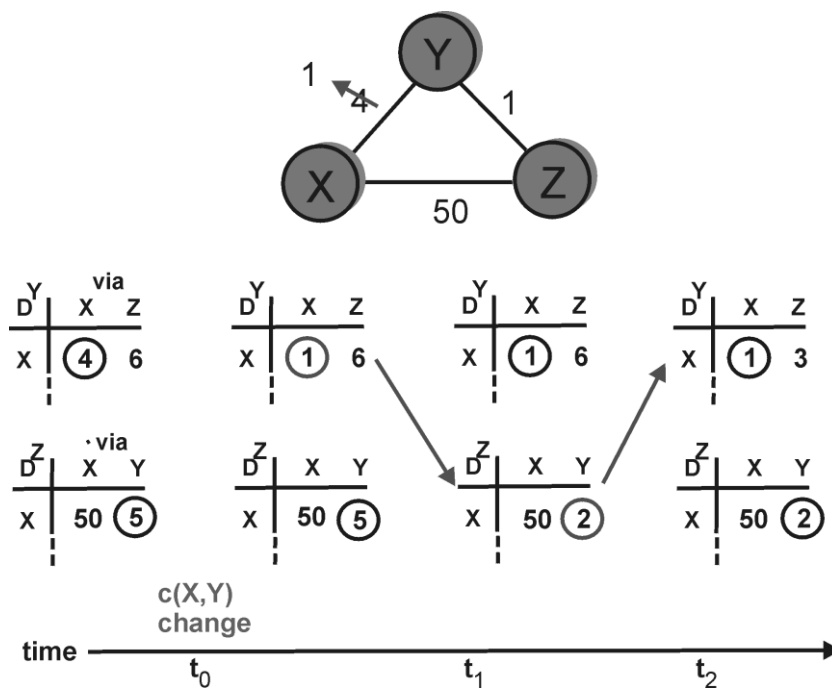 Y
1
4
1
X
Z
50
D Y X via Z
D Y X Z
D Y X Z
D Y X Z
X 4 6
X 1 6
X 1 6
X 1 3
D Z X via Y
D Z X Y
D Z X Y
D Z X Y
X 50 5
X 50 5
X 50 2
X 50 2
c(X,Y)
change
time
t0
t1
t2